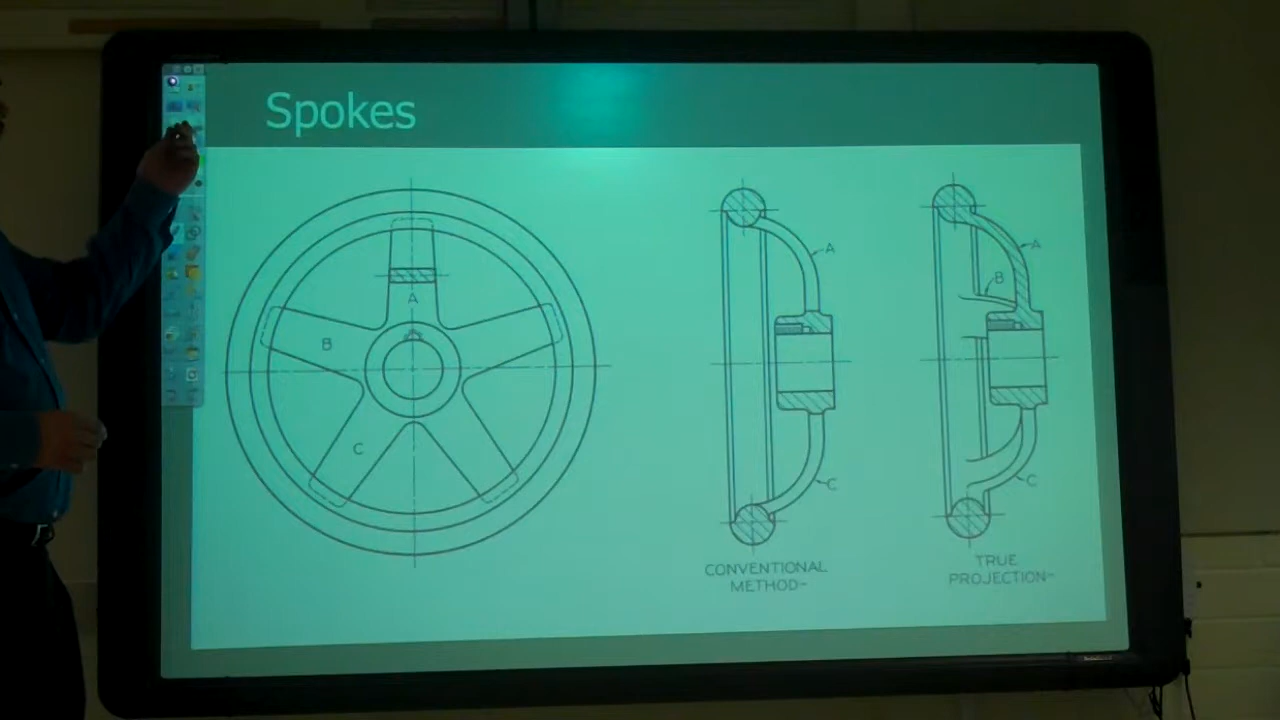 Spokes
A
B
C
A
C
CONVENTIONAL
METHOD-
A
B
C
TRUE
PROJECTION-